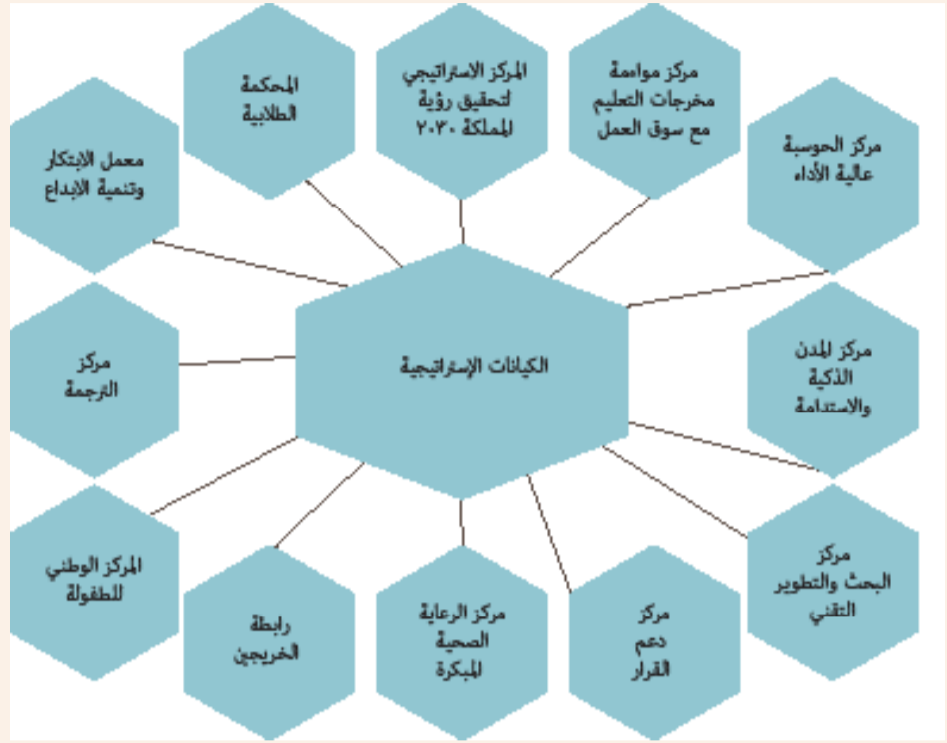 مركز مواءمة
مخرجات التعليم
مع سوق العمل
المركز الاستراتيجي
لتحقيق رؤية
المملكة ٢٠٣٠
المحكمة
الطلابية
مركز الحوسبة
عالية الأداء
معمل الابتكار
وتنمية الابداع
مركز المدن
الذكية
والاستدامة
الكيانات الإستراتيجية
مركز
الترجمة
مركز
البحث والتطوير
التقني
مركز
دعم
القرار
مركز الرعاية
الصحية
المبكرة
رابطة
الخريجين
المركز الوطني
للطفولة